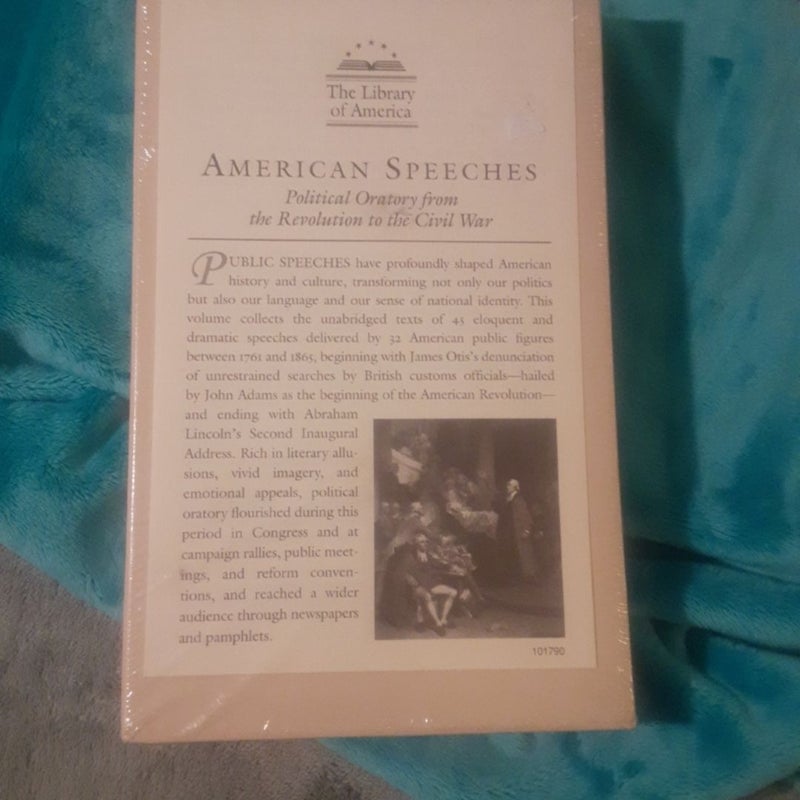 The Library
of America
AMERICAN SPEECHES
Political Oratory from
the Revolution to the Civil War
PUBLIC SPEECHES have profoundly shaped American
history and culture, transforming not only our politics
but also our language and our sense of national identity. This
volume collects the unabridged texts of 45 eloquent and
dramatic speeches delivered by 32 American public figures
between 1761 and 1865, beginning with James Otis's denunciation
of unrestrained searches by British customs officials—hailed
by John Adams as the beginning of the American Revolution—
and ending with Abraham
Lincoln's Second Inaugural
Address. Rich in literary allu-
sions, vivid imagery, and
emotional appeals, political
oratory flourished during this
period in Congress and at
campaign rallies, public meet-
ings, and reform conven-
tions, and reached a wider
audience through newspapers
and pamphlets.
101790